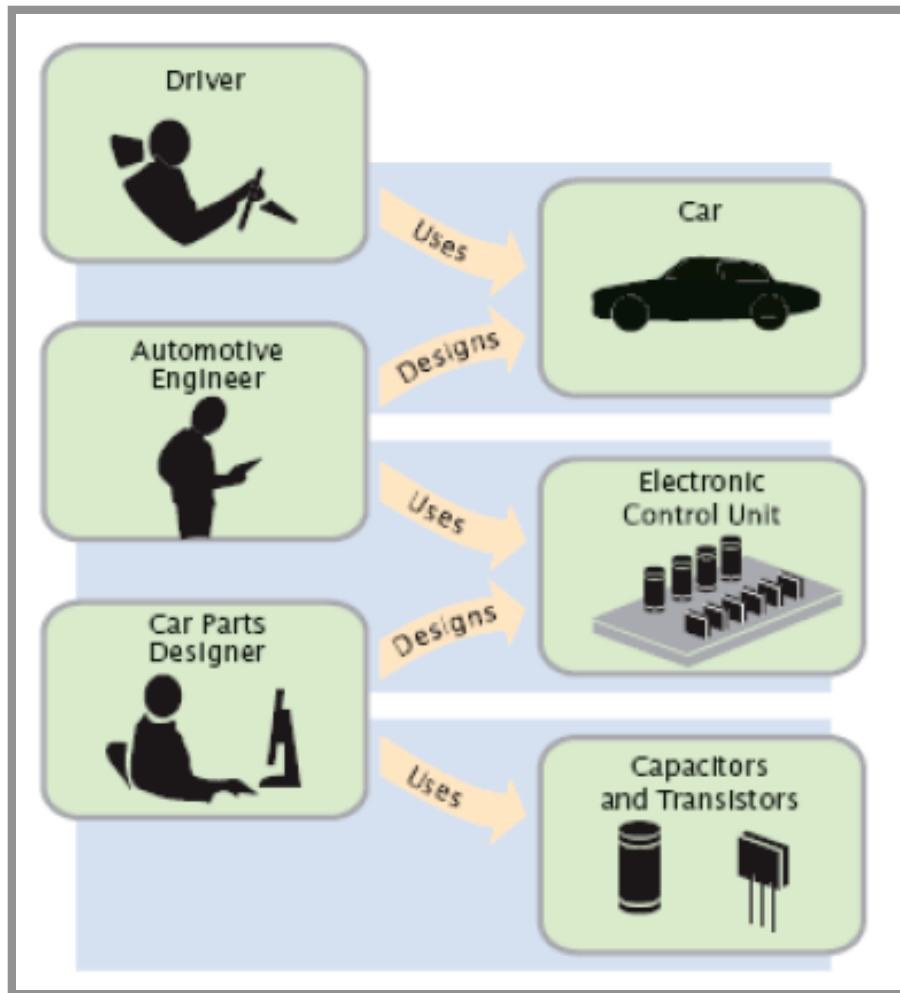 Driver
Uses
Car
Automotive
Engineer
Designs
Uses
Electronic
Control Unit
Car Parts
Designer
Designs
Uses
Capacitors
and Transistors